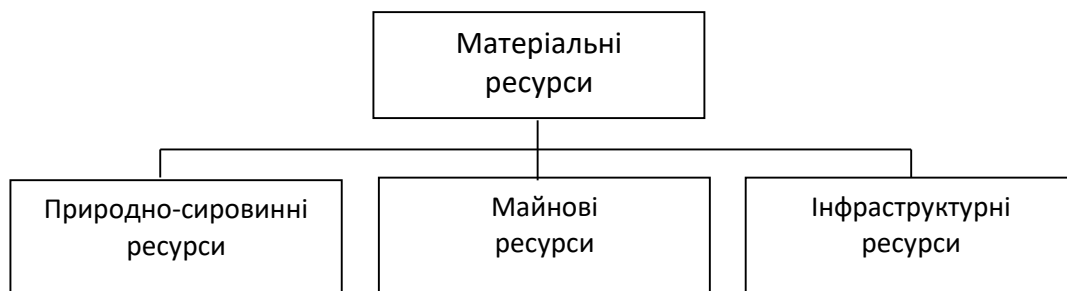 Матеріальні
ресурси
Природно-сировинні
ресурси
Майнові
ресурси
Інфраструктурні
ресурси